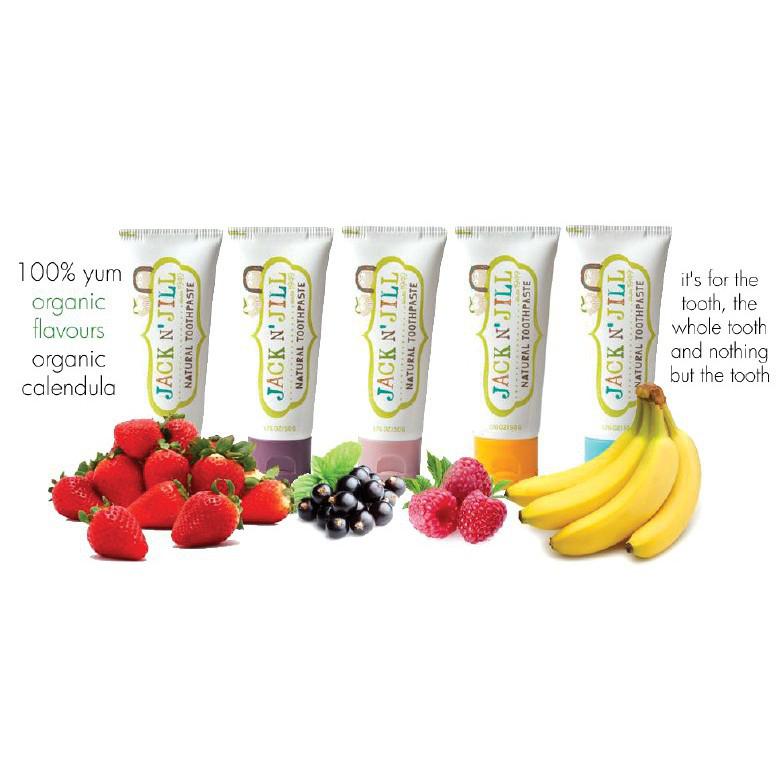 100% yum
organic
flavours
organic
calendula
JACK N' JILL
NATURAL TOOTHPASTE
JACK N' JILL
NATURAL TOOTHPASTE
JACK N' JILL
NATURAL TOOTHPASTE
JACK N' JILL
NATURAL TOOTHPASTE
JACK N' JILL
NATURAL TOOTHPASTE
it's for the
tooth, the
whole tooth
and nothing
but the tooth